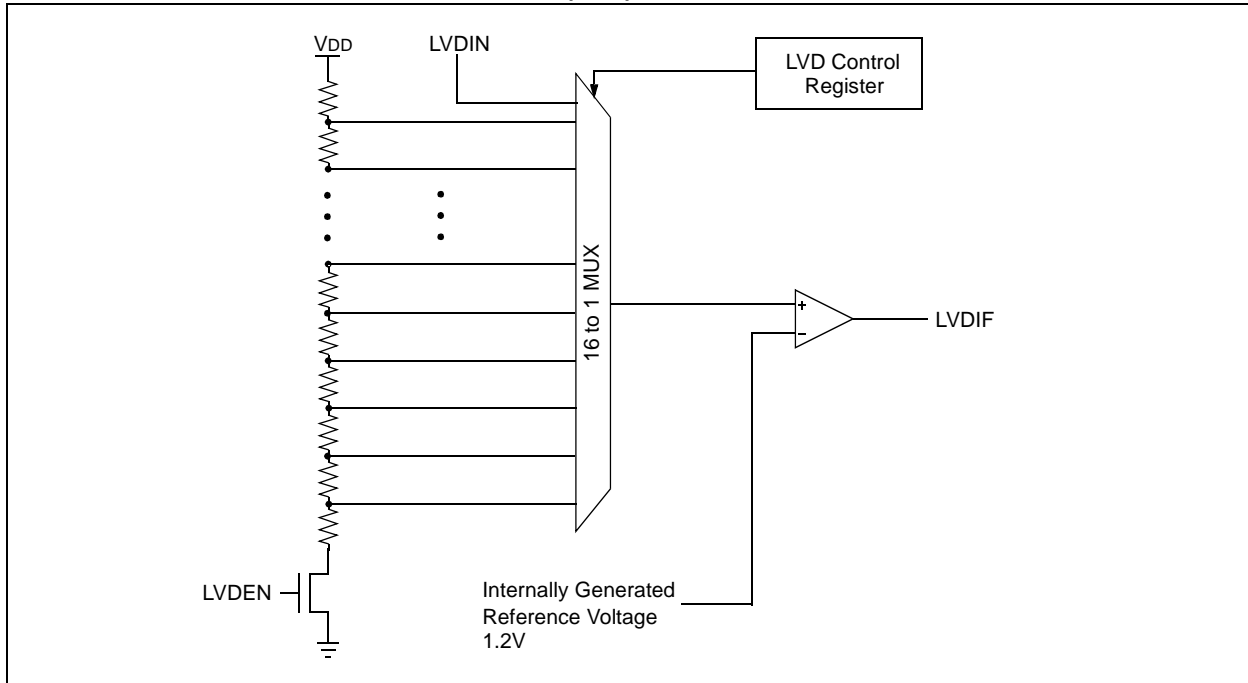 VDD
LVDIN
LVD Control
Register
16 to 1 MUX
+
−
LVDIF
LVDEN
Internally Generated
Reference Voltage
1.2V